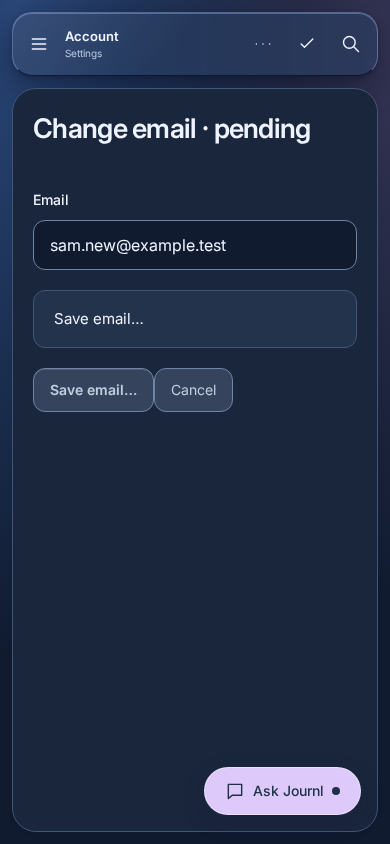 Account
Settings
...
Change email · pending
Email
sam.new@example.test
Save email...
Save email... Cancel
Ask Journl